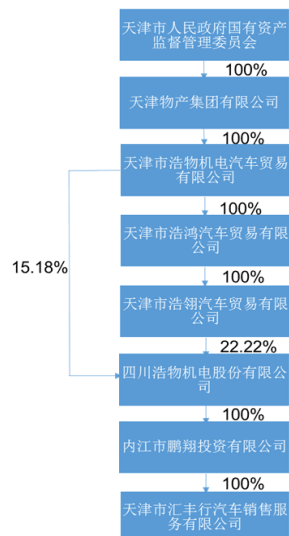 天津市人民政府国有资产
监督管理委员会
100%
天津物产集团有限公司
100%
天津市浩物机电汽车贸易
有限公司
100%
天津市浩鸿汽车贸易有限
公司
15.18%
100%
天津市浩翎汽车贸易有限
公司
22.22%
四川浩物机电股份有限公
司
100%
内江市鹏翔投资有限公司
100%
天津市汇丰行汽车销售服
务有限公司